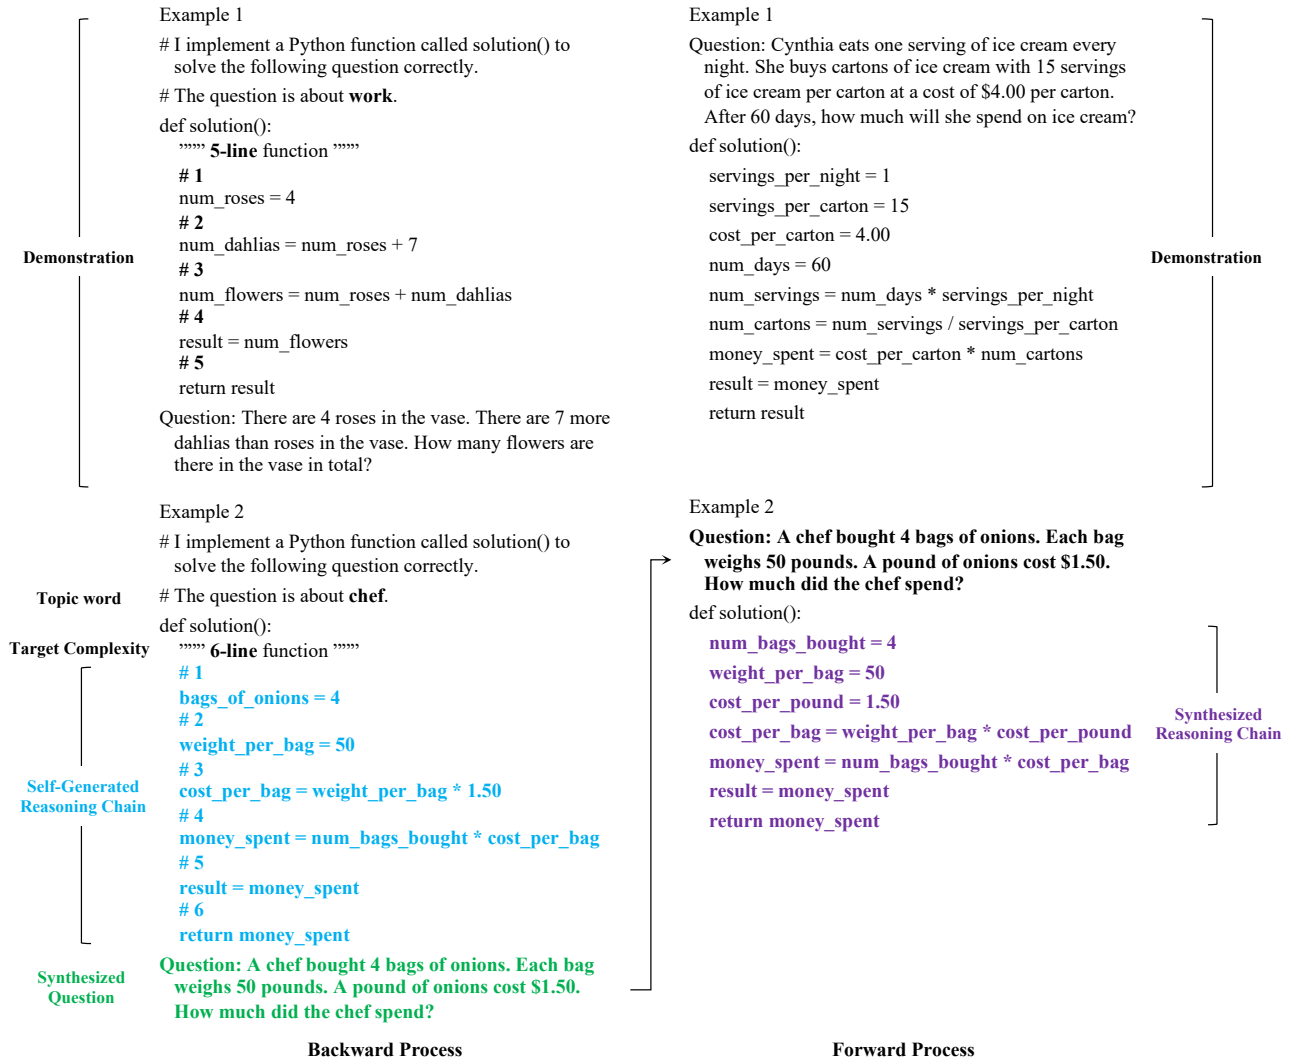 Example 1
# I implement a Python function called solution() to
solve the following question correctly.
# The question is about work.
def solution():
””” 5-line function ”””
# 1
num_roses = 4
# 2
num_dahlias = num_roses + 7
# 3
num_flowers = num_roses + num_dahlias
# 4
result = num_flowers
# 5
return result
Question: There are 4 roses in the vase. There are 7 more
dahlias than roses in the vase. How many flowers are
there in the vase in total?
Demonstration
Example 2
# I implement a Python function called solution() to
solve the following question correctly.
Topic word
# The question is about chef.
def solution():
Target Complexity
””” 6-line function ”””
# 1
bags_of_onions = 4
# 2
weight_per_bag = 50
# 3
cost_per_bag = weight_per_bag * 1.50
# 4
money_spent = num_bags_bought * cost_per_bag
# 5
result = money_spent
# 6
return money_spent
Self-Generated
Reasoning Chain
Question: A chef bought 4 bags of onions. Each bag
weighs 50 pounds. A pound of onions cost $1.50.
How much did the chef spend?
Synthesized
Question
Backward Process
Example 1
Question: Cynthia eats one serving of ice cream every
night. She buys cartons of ice cream with 15 servings
of ice cream per carton at a cost of $4.00 per carton.
After 60 days, how much will she spend on ice cream?
def solution():
servings_per_night = 1
servings_per_carton = 15
cost_per_carton = 4.00
num_days = 60
num_servings = num_days * servings_per_night
num_cartons = num_servings / servings_per_carton
money_spent = cost_per_carton * num_cartons
result = money_spent
return result
Demonstration
Example 2
Question: A chef bought 4 bags of onions. Each bag
weighs 50 pounds. A pound of onions cost $1.50.
How much did the chef spend?
def solution():
num_bags_bought = 4
weight_per_bag = 50
cost_per_pound = 1.50
cost_per_bag = weight_per_bag * cost_per_pound
money_spent = num_bags_bought * cost_per_bag
result = money_spent
return money_spent
Synthesized
Reasoning Chain
Forward Process